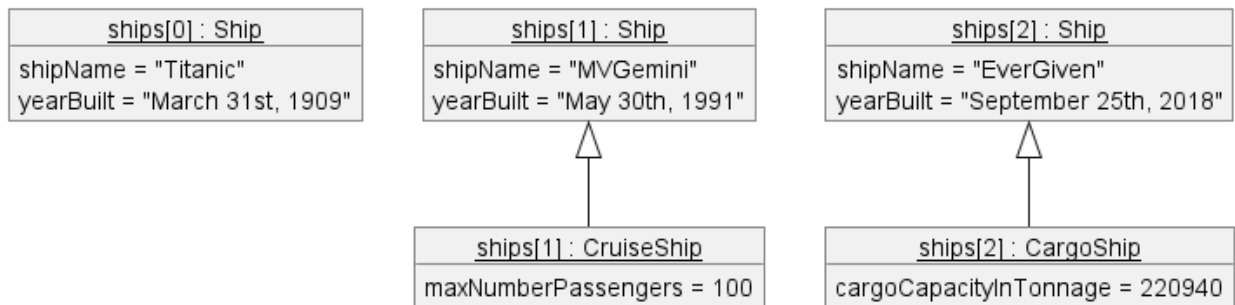 ships[0] : Ship
shipName = "Titanic"
yearBuilt = "March 31st, 1909"
ships[1] : Ship
shipName = "MVGemini"
yearBuilt = "May 30th, 1991"
ships[2] : Ship
shipName = "EverGiven"
yearBuilt = "September 25th, 2018"
ships[1] : CruiseShip
maxNumberPassengers = 100
ships[2] : CargoShip
cargoCapacityInTonnage = 220940